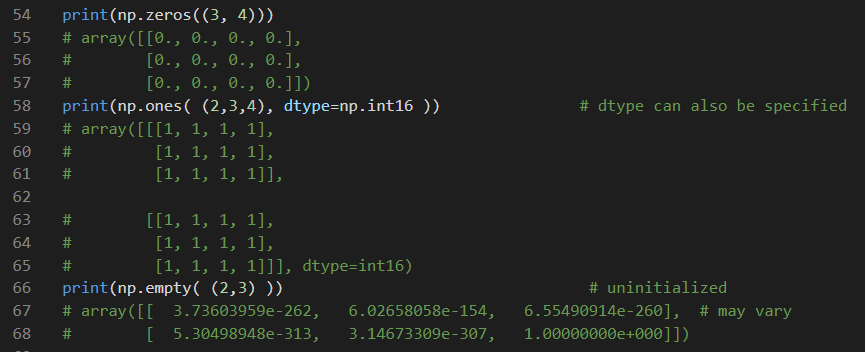 54 print(np.zeros((3, 4)))
55 # array([[0., 0., 0., 0.],
56 #        [0., 0., 0., 0.],
57 #        [0., 0., 0., 0.]])
58 print(np.ones( (2,3,4), dtype=np.int16 ))                # dtype can also be specified
59 # array([[[1, 1, 1, 1],
60 #         [1, 1, 1, 1],
61 #         [1, 1, 1, 1]],
62
63 #        [[1, 1, 1, 1],
64 #         [1, 1, 1, 1],
65 #         [1, 1, 1, 1]]], dtype=int16)
66 print(np.empty( (2,3) ))                                 # uninitialized
67 # array([[  3.73603959e-262,   6.02658058e-154,   6.55490914e-260],  # may vary
68 #        [  5.30498948e-313,   3.14673309e-307,   1.00000000e+000]])